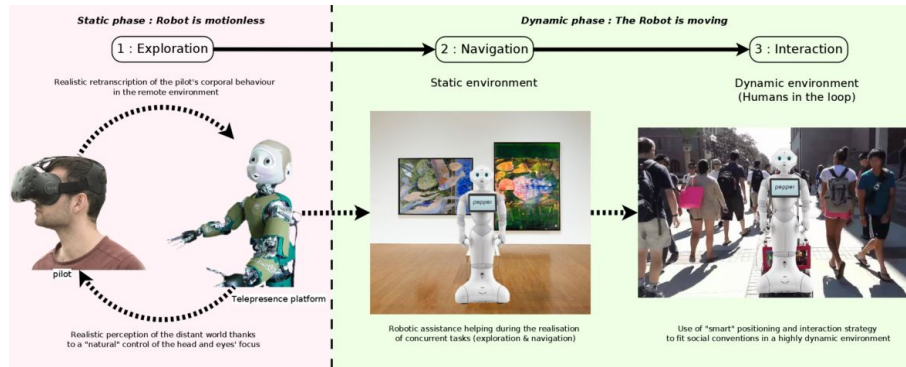 Static phase : Robot is motionless
Dynamic phase : The Robot is moving
1 : Exploration
2 : Navigation
3 : Interaction
Realistic retranscription of the pilot's corporal behaviour
in the remote environment
Static environment
Dynamic environment
(Humans in the loop)
pepper
pepper
pilot
Telepresence platform
Realistic perception of the distant world thanks
to a "natural" control of the head and eyes' focus
Robotic assistance helping during the realisation
of concurrent tasks (exploration & navigation)
Use of "smart" positioning and interaction strategy
to fit social conventions in a highly dynamic environment